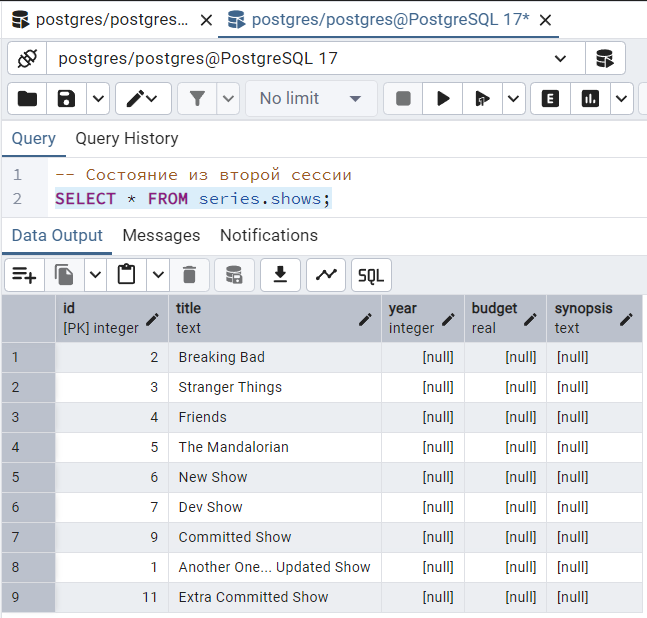 postgres/postgres... postgres/postgres@PostgreSQL 17*
postgres/postgres@PostgreSQL 17
No limit
E
Query Query History
1 -- Состояние из второй сессии
2 SELECT * FROM series.shows;
Data Output Messages Notifications
SQL
id title year budget synopsis
[PK] integer text integer real text
1 2 Breaking Bad [null] [null] [null]
2 3 Stranger Things [null] [null] [null]
3 4 Friends [null] [null] [null]
4 5 The Mandalorian [null] [null] [null]
5 6 New Show [null] [null] [null]
6 7 Dev Show [null] [null] [null]
7 9 Committed Show [null] [null] [null]
8 1 Another One... Updated Show [null] [null] [null]
9 11 Extra Committed Show [null] [null] [null]